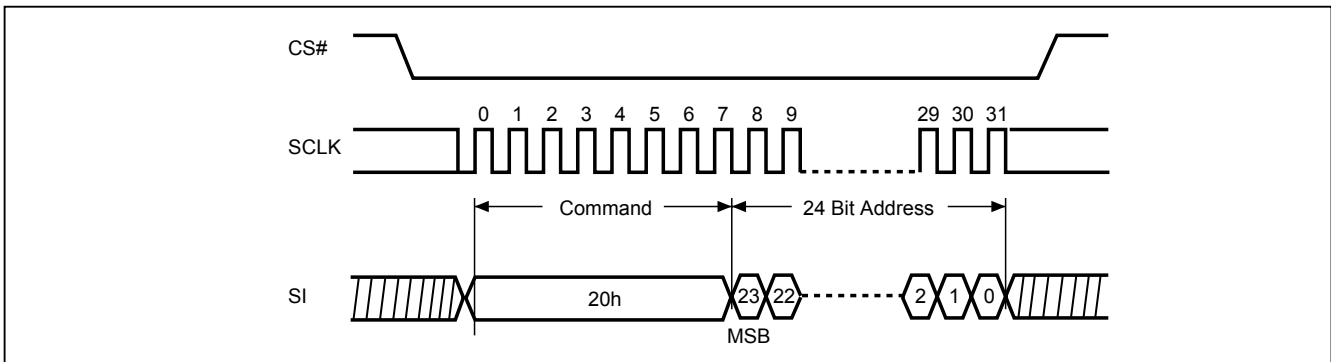 CS#
0 1 2 3 4 5 6 7 8 9 29 30 31
SCLK
Command 24 Bit Address
SI 20h 23 22 2 1 0
MSB